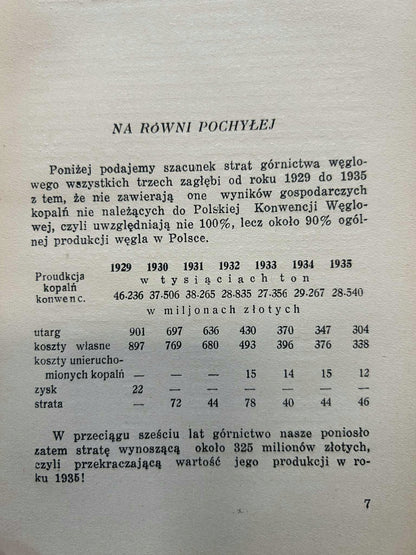 NA RÓWNI POCHYŁEJ
Poniżej podajemy szacunek strat górnictwa węglo-
wego wszystkich trzech zagłębi od roku 1929 do 1935
z tem, że nie zawierają one wyników gospodarczych
kopalń nie należących do Polskiej Konwencji Węglo-
wej, czyli uwzględniają nie 100%, lecz około 90% ogól-
nej produkcji węgla w Polsce.
1929 1930 1931 1932 1933 1934 1935
Proudkcja w tysiącach ton
kopalń
konwenc. 46-236 37-506 38-265 28-835 27-356 29-267 28-540
w miljonach złotych
utarg 901 697 636 430 370 347 304
koszty własne 897 769 680 493 396 376 338
koszty unierucho-
mionych kopalń — — — 15 14 15 12
zysk 22 — — — — — —
strata — 72 44 78 40 44 46
W przeciągu sześciu lat górnictwo nasze poniosło
zatem stratę wynoszącą około 325 milionów złotych,
czyli przekraczającą wartość jego produkcji w ro-
ku 1935!
7